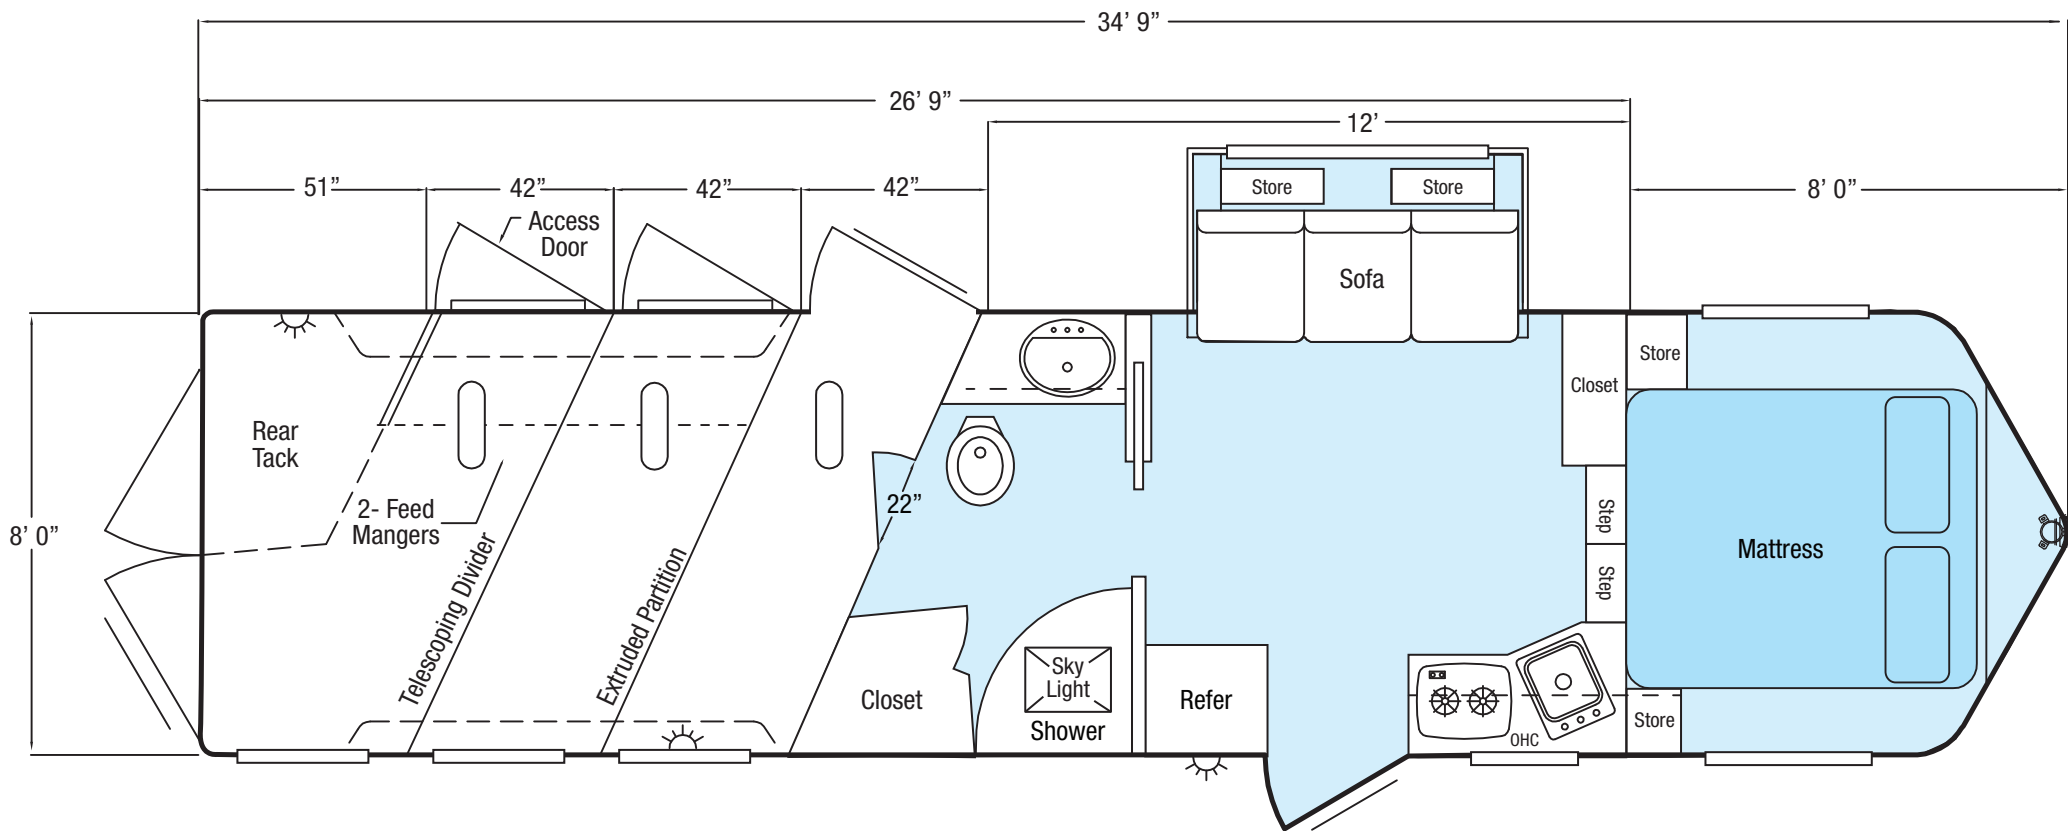 34’ 9”
26’ 9”
12’
51”
42”
42”
42”
8’ 0”
Access
Door
Store
Store
Sofa
Rear
Tack
2- Feed
Mangers
8’ 0”
Telescoping Divider
Extruded Partition
22”
Closet
Sky
Light
Shower
Refer
OHC
Closet
Store
Step
Step
Store
Mattress